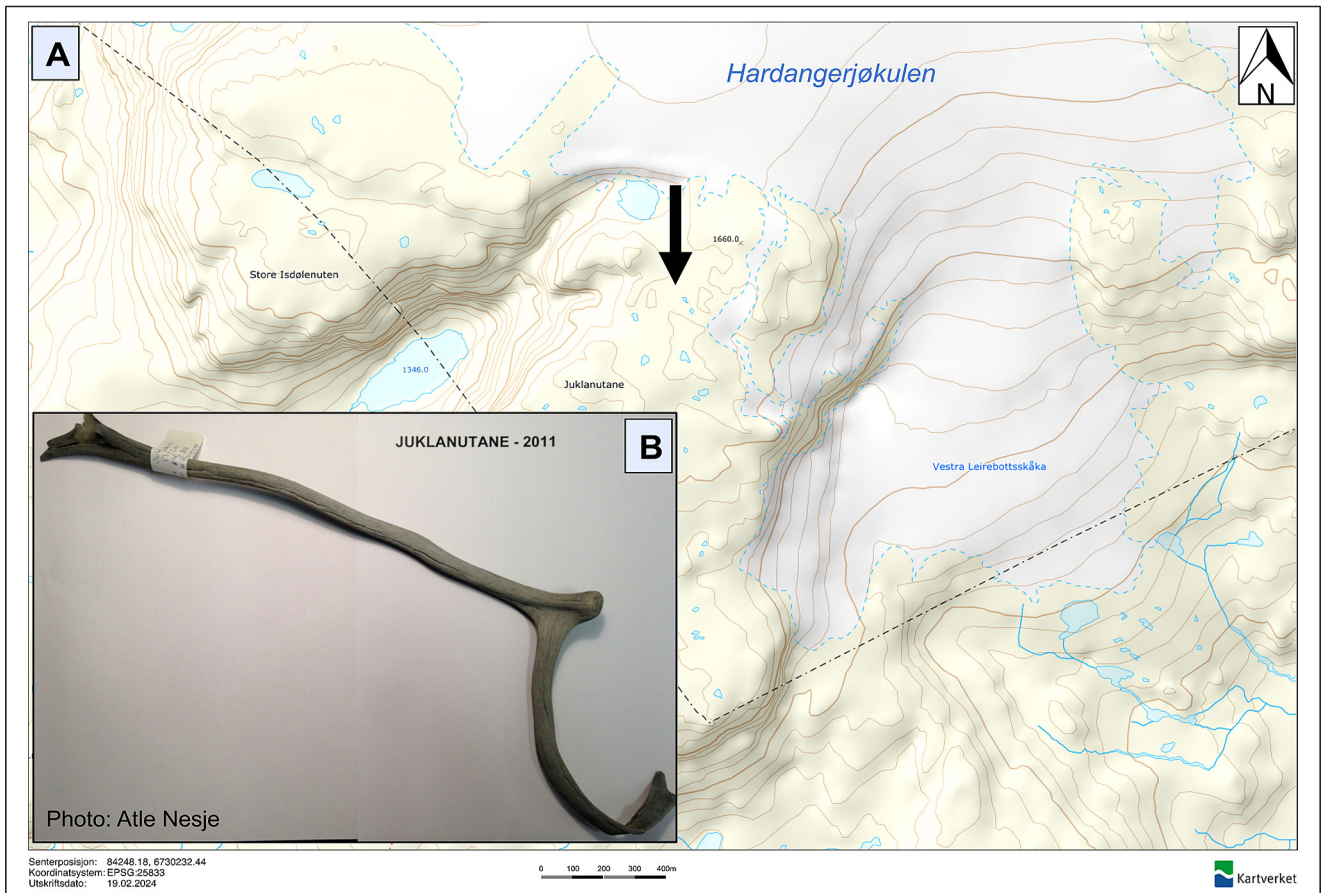 A
Hardangerjøkulen
N
1660.0
Store Isdølenuten
1346.0
Juklanutane
JUKLANUTANE - 2011
B
Vestra Leirebottsskåka
Photo: Atle Nesje
Senterposisjon: 84248.18, 6730232.44
Koordinatsystem: EPSG:25833
Utskriftsdato: 19.02.2024
0 100 200 300 400m
Kartverket